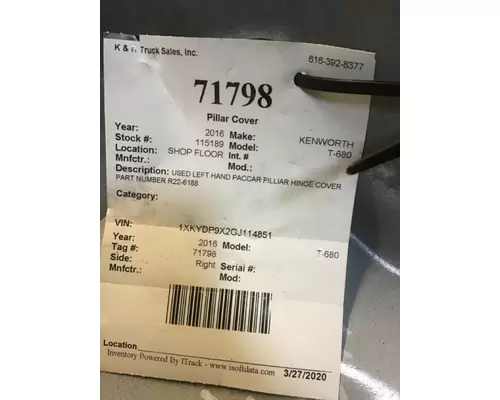 K & R Truck Sales, Inc. 616-392-8377
71798
Pillar Cover
Year: 2016 Make: KENWORTH
Stock #: 115189 Model: T-680
Location: SHOP FLOOR Int. #
Mnfctr.: Mod.:
Description: USED LEFT HAND PACCAR PILLIAR HINGE COVER
PART NUMBER R22-6188
Category:
VIN: 1XKYDP9X2GJ114851
Year: 2016 Model: T-680
Tag #: 71798
Side: Right Serial #:
Mnfctr.: Mod:
Location
Inventory Powered By ITrack - www.isoftdata.com 3/27/2020